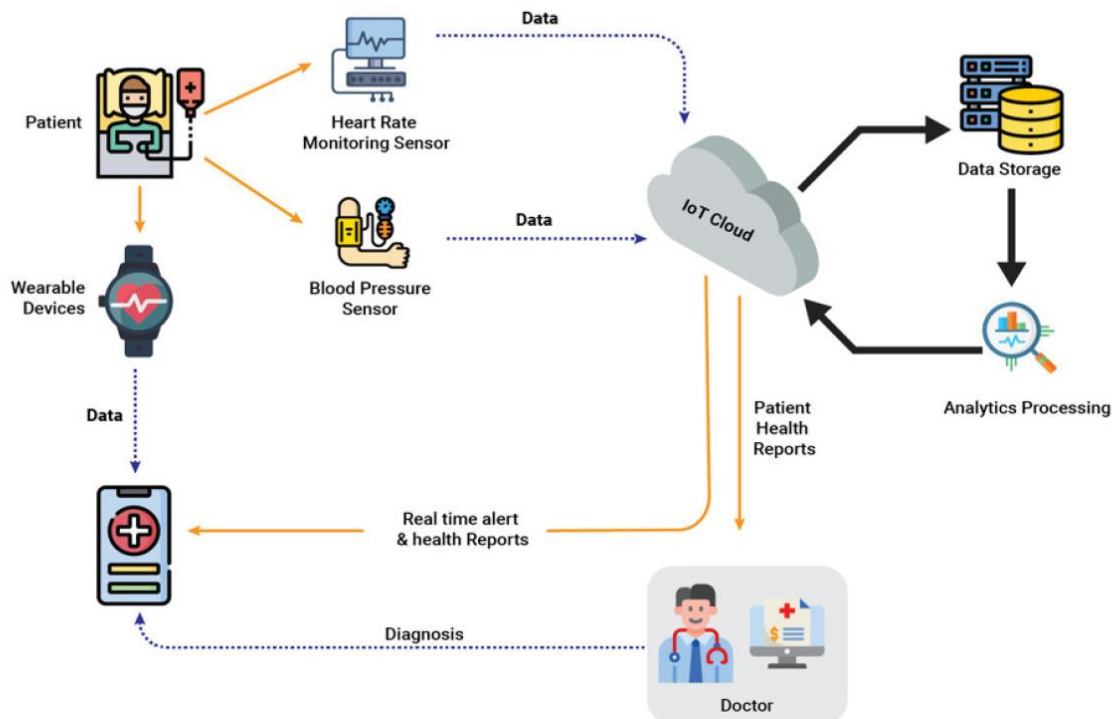 Data
Patient
Heart Rate
Monitoring Sensor
Data Storage
IoT Cloud
Data
Wearable
Devices
Blood Pressure
Sensor
Data
Patient
Health
Reports
Analytics Processing
Real time alert
& health Reports
Diagnosis
$
Doctor